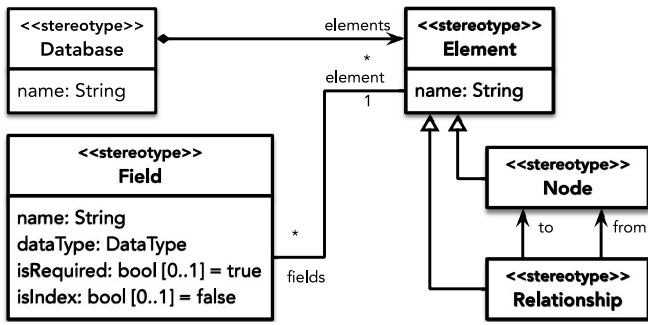 <<stereotype>>
Database
name: String
elements
*
<<stereotype>>
Element
name: String
element
1
<<stereotype>>
Field
name: String
dataType: DataType
isRequired: bool [0..1] = true
isIndex: bool [0..1] = false
*
fields
<<stereotype>>
Node
to
from
<<stereotype>>
Relationship